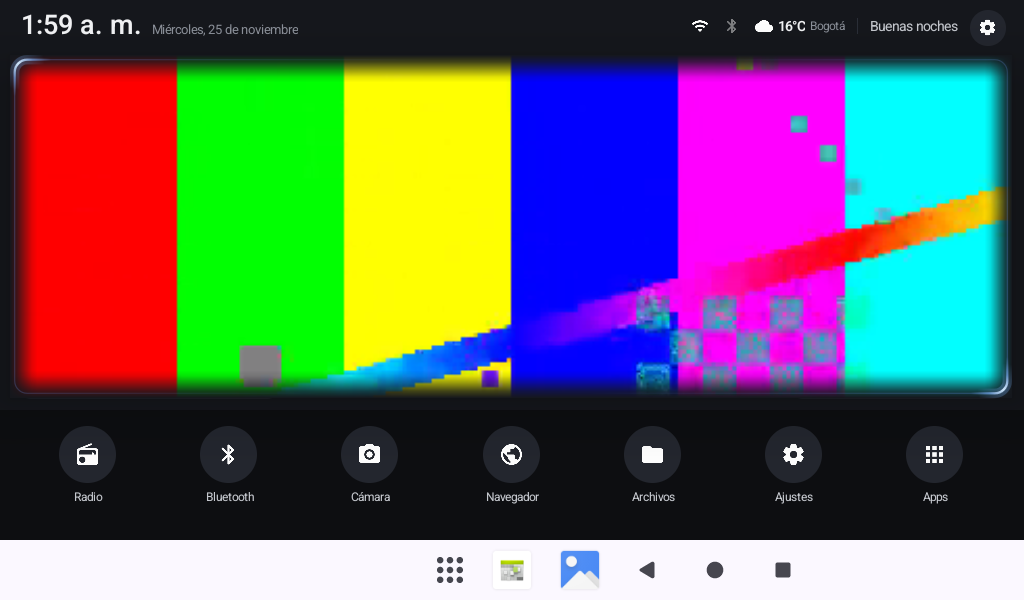 1:59 a. m. Miércoles, 25 de noviembre 16°C Bogotá Buenas noches
Radio Bluetooth Cámara Navegador Archivos Ajustes Apps